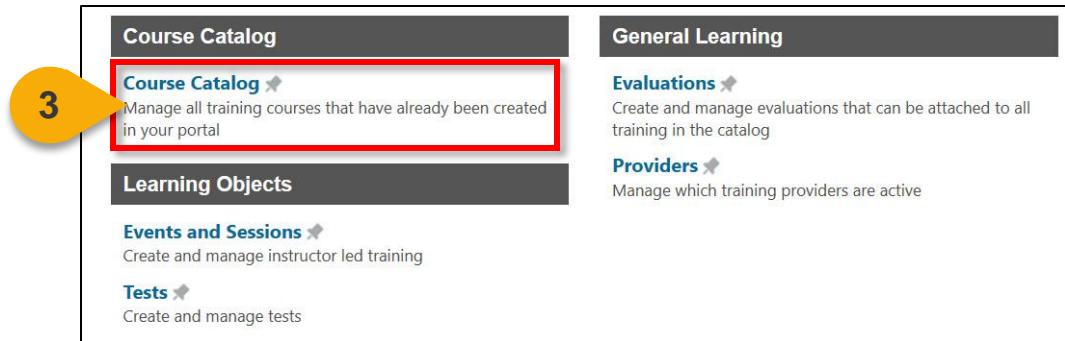 Course Catalog
Course Catalog
3
Manage all training courses that have already been created
in your portal
Learning Objects
Events and Sessions
Create and manage instructor led training
Tests
Create and manage tests
General Learning
Evaluations
Create and manage evaluations that can be attached to all
training in the catalog
Providers
Manage which training providers are active